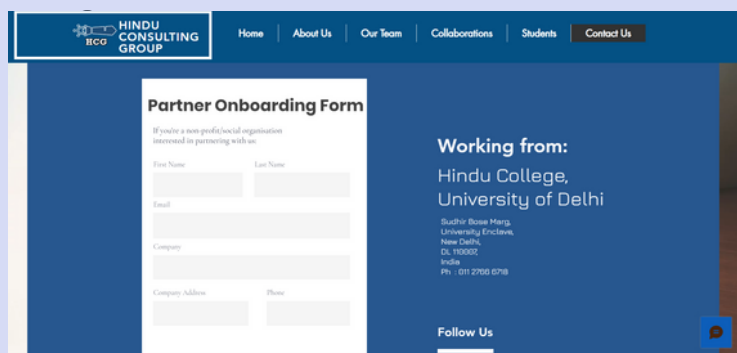 HCG
HINDU
CONSULTING
GROUP
Home
About Us
Our Team
Collaborations
Students
Contact Us
Partner Onboarding Form
If you're a non-profit/social organisation
interested in partnering with us:
First Name
Last Name
Email
Company
Company Address
Phone
Working from:
Hindu College,
University of Delhi
Sudhir Bose Marg,
University Enclave,
New Delhi,
DL 110007,
India
Ph : 011 2766 6718
Follow Us